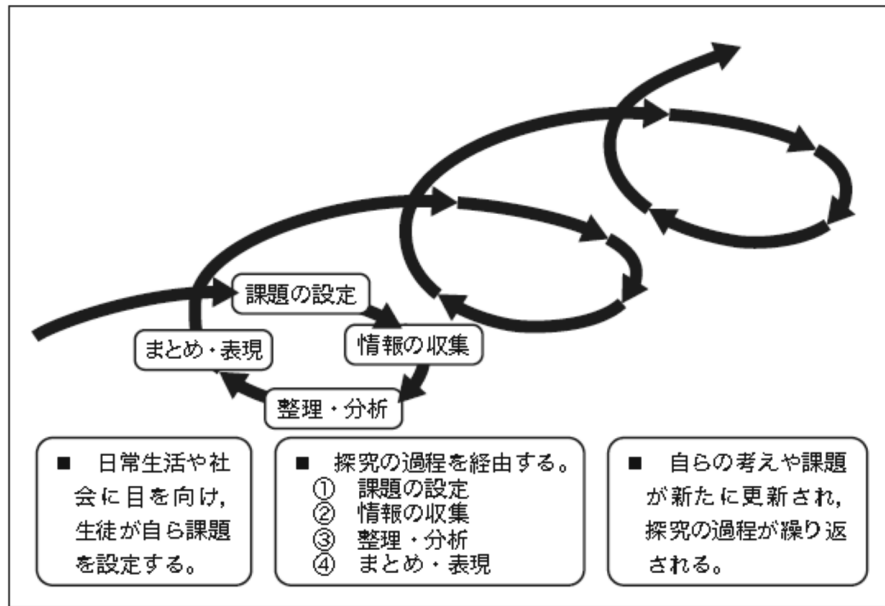 課題の設定
情報の収集
まとめ・表現
整理・分析
■ 日常生活や社
会に目を向け,
生徒が自ら課題
を設定する。
■ 探究の過程を経由する。
① 課題の設定
② 情報の収集
③ 整理・分析
④ まとめ・表現
■ 自らの考えや課題
が新たに更新され,
探究の過程が繰り返
される。